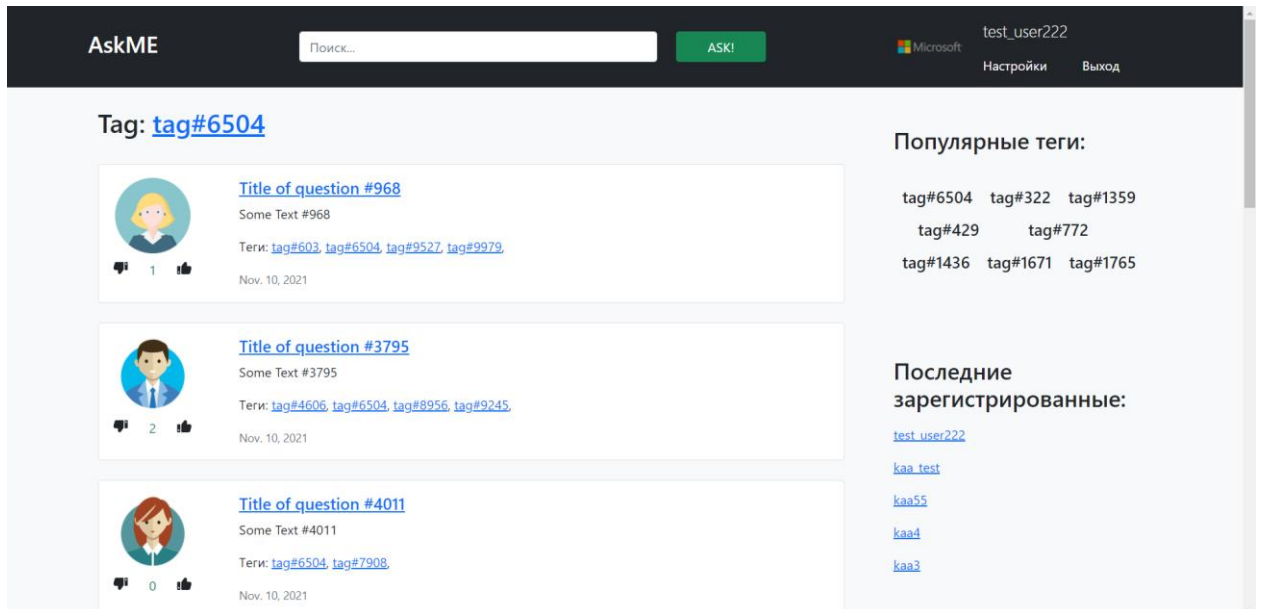 AskME
Поиск...
ASK!
Microsoft
test_user222
Настройки Выход
Tag: tag#6504
Title of question #968
Some Text #968
Теги: tag#603, tag#6504, tag#9527, tag#9979,
1
Nov. 10, 2021
Title of question #3795
Some Text #3795
Теги: tag#4606, tag#6504, tag#8956, tag#9245,
2
Nov. 10, 2021
Title of question #4011
Some Text #4011
Теги: tag#6504, tag#7908,
0
Nov. 10, 2021
Популярные теги:
tag#6504 tag#322 tag#1359
tag#429 tag#772
tag#1436 tag#1671 tag#1765
Последние
зарегистрированные:
test_user222
kaa_test
kaa55
kaa4
kaa3